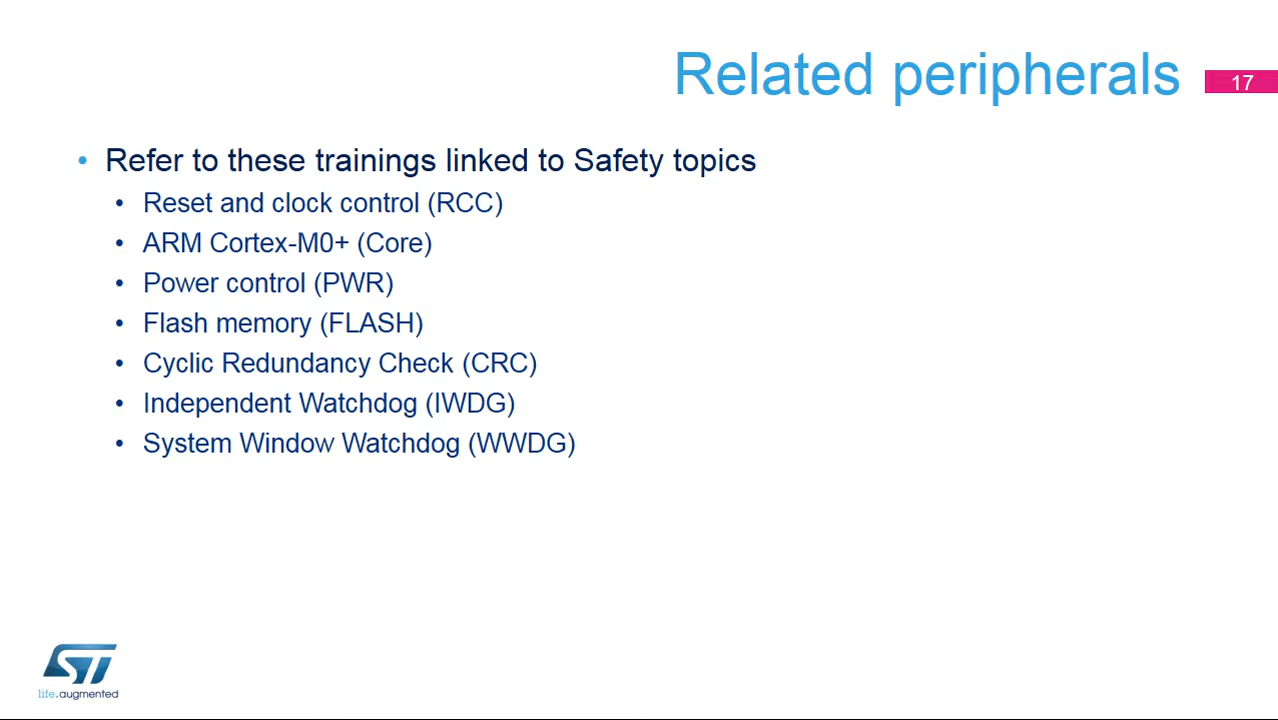 Related peripherals
17
• Refer to these trainings linked to Safety topics
• Reset and clock control (RCC)
• ARM Cortex-M0+ (Core)
• Power control (PWR)
• Flash memory (FLASH)
• Cyclic Redundancy Check (CRC)
• Independent Watchdog (IWDG)
• System Window Watchdog (WWDG)
ST
life.augmented